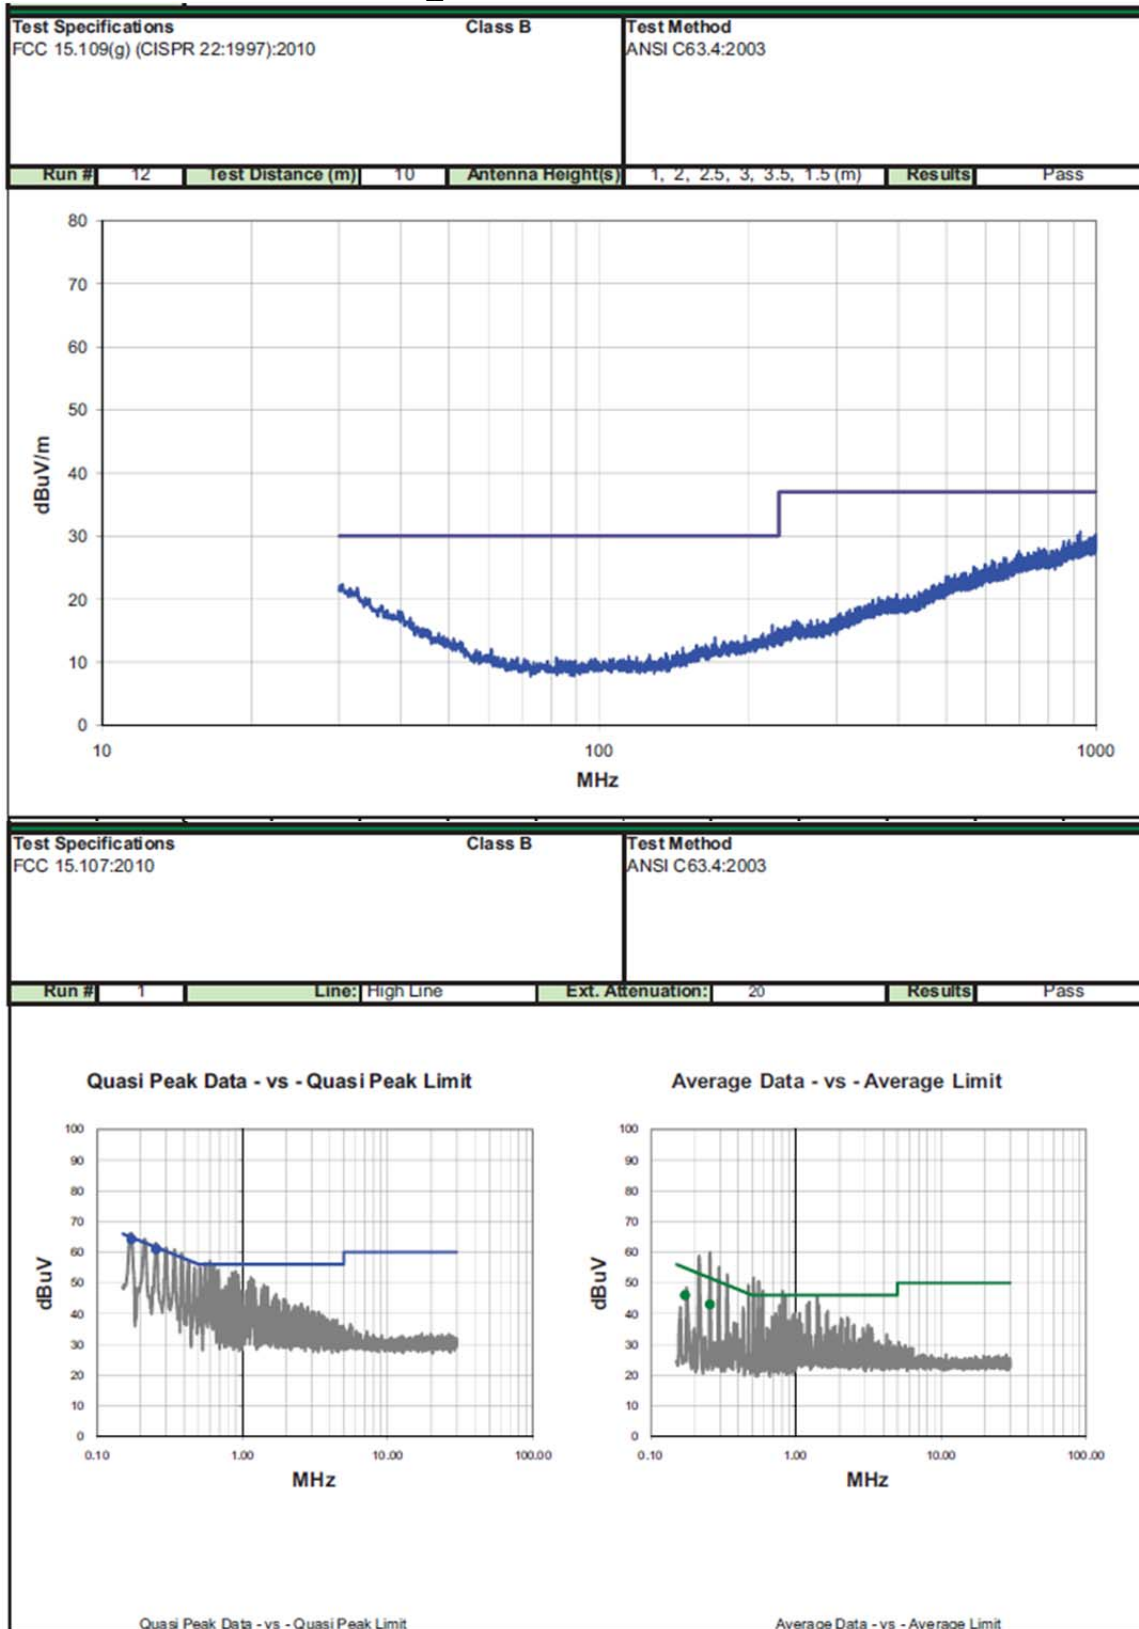 Test Specifications Class B Test Method
FCC 15.109(g) (CISPR 22:1997):2010 ANSI C63.4:2003
Run # 12 Test Distance (m) 10 Antenna Height(s) 1, 2, 2.5, 3, 3.5, 1.5 (m) Results Pass
80
70
60
50
40
30
20
10
0
dBuV/m
10 100 1000
MHz
Test Specifications Class B Test Method
FCC 15.107:2010 ANSI C63.4:2003
Run # 1 Line: High Line Ext. Attenuation: 20 Results Pass
Quasi Peak Data - vs - Quasi Peak Limit
100
90
80
70
60
50
40
30
20
10
0
dBuV
0.10 1.00 10.00 100.00
MHz
Average Data - vs - Average Limit
100
90
80
70
60
50
40
30
20
10
0
dBuV
0.10 1.00 10.00 100.00
MHz
Quasi Peak Data - vs - Quasi Peak Limit Average Data - vs - Average Limit